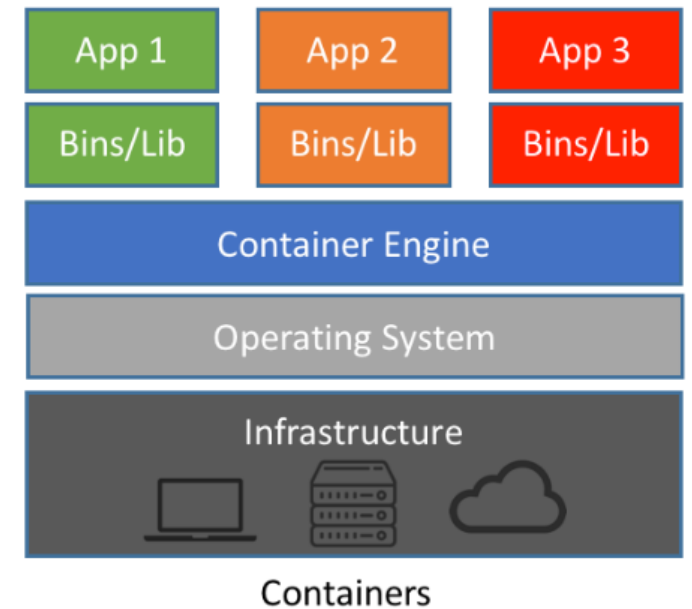 App 1 App 2 App 3
Bins/Lib Bins/Lib Bins/Lib
Container Engine
Operating System
Infrastructure
Containers